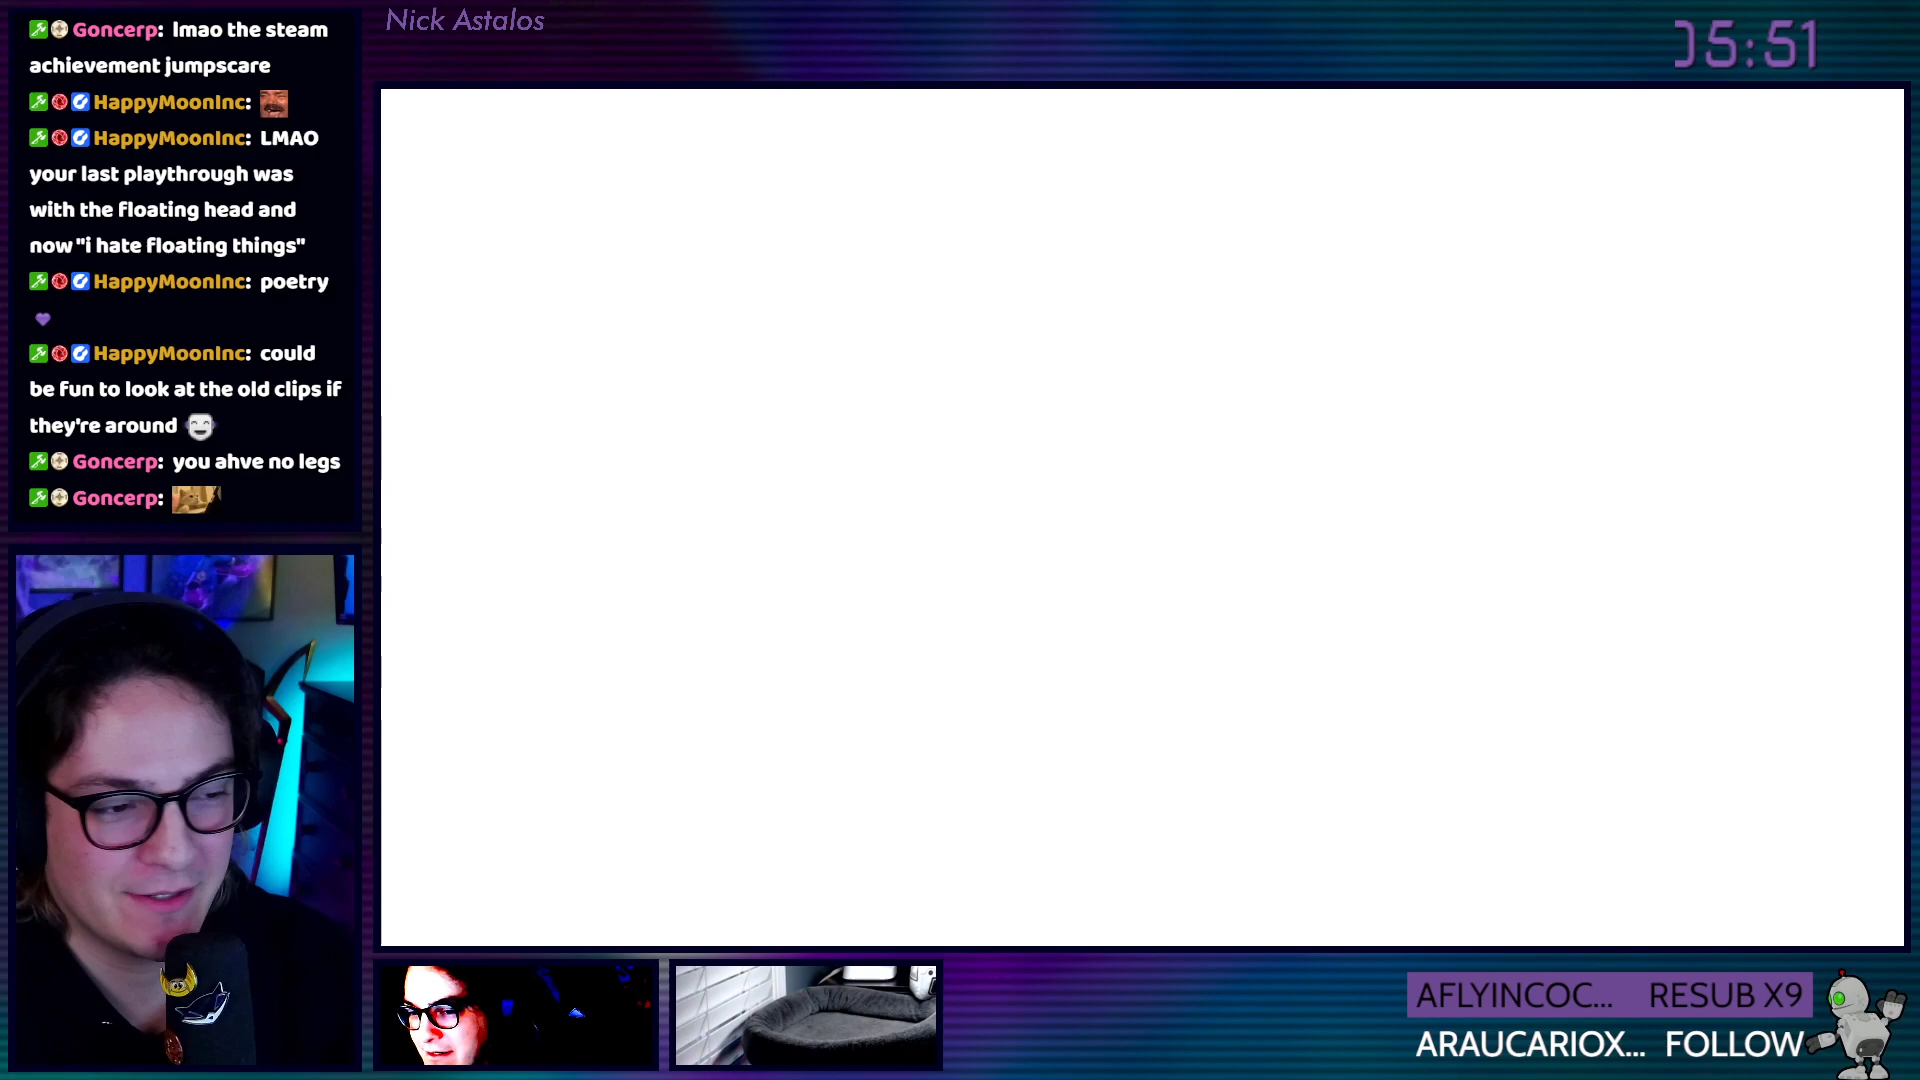 Goncerp: lmao the steam
achievement jumpscare
HappyMoonInc:
HappyMoonInc: LMAO
your last playthrough was
with the floating head and
now "i hate floating things"
HappyMoonInc: poetry
HappyMoonInc: could
be fun to look at the old clips if
they're around
Goncerp: you ahve no legs
Goncerp:
Nick Astalos
05:51
AFLYINCOC... RESUB X9
ARAUCARIOX... FOLLOW